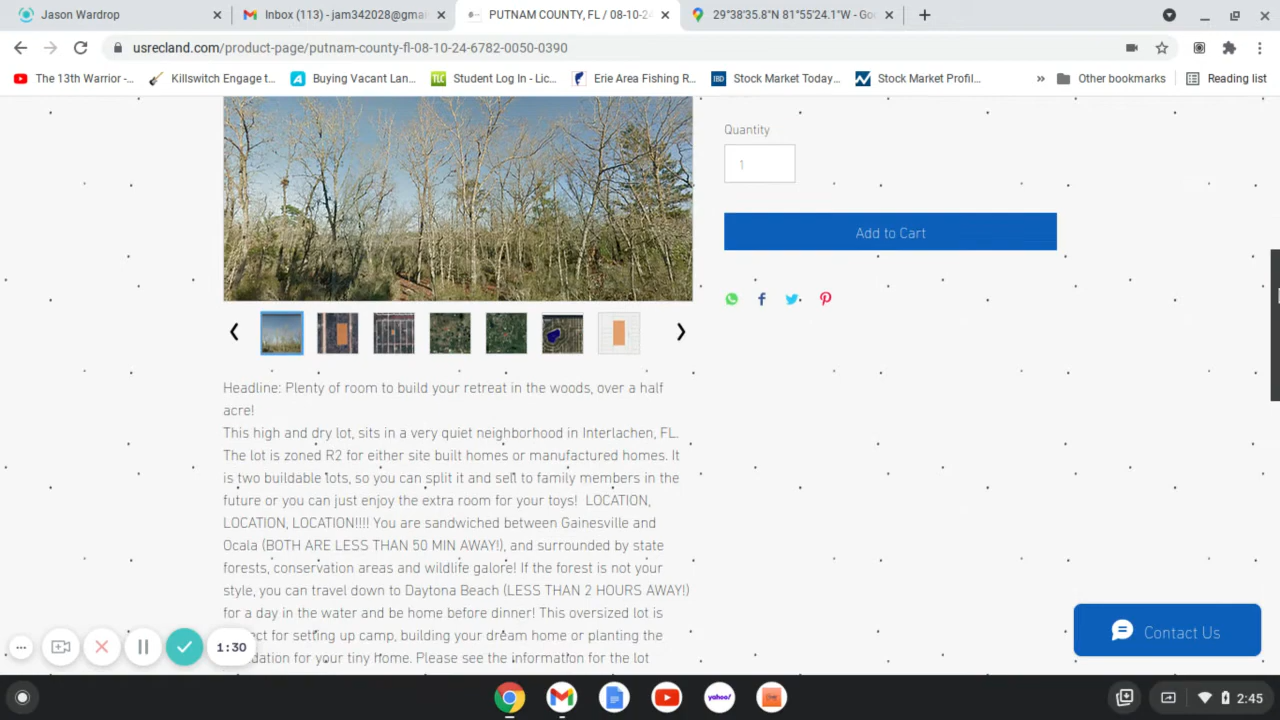 Jason Wardrop
Inbox (113) - jam342028@gma
PUTNAM COUNTY, FL / 08-10-24
29°38'35.8"N 81°55'24.1"W - Goo
usrecland.com/product-page/putnam-county-fl-08-10-24-6782-0050-0390
The 13th Warrior -...
Killswitch Engage t...
Buying Vacant Lan...
TLC
Student Log In - Lic...
Erie Area Fishing R...
IBD
Stock Market Today...
Stock Market Profil...
»
Other bookmarks
Reading list
Quantity
1
Add to Cart
Headline: Plenty of room to build your retreat in the woods, over a half
acre!
This high and dry lot, sits in a very quiet neighborhood in Interlachen, FL.
The lot is zoned R2 for either site built homes or manufactured homes. It
is two buildable lots, so you can split it and sell to family members in the
future or you can just enjoy the extra room for your toys! LOCATION,
LOCATION, LOCATION!!!! You are sandwiched between Gainesville and
Ocala (BOTH ARE LESS THAN 50 MIN AWAY!), and surrounded by state
forests, conservation areas and wildlife galore! If the forest is not your
style, you can travel down to Daytona Beach (LESS THAN 2 HOURS AWAY!)
for a day in the water and be home before dinner! This oversized lot is
ect for setting up camp, building your dream home or planting the
dation for your tiny home. Please see the information for the lot
1:30
Contact Us
yahoo!
2:45